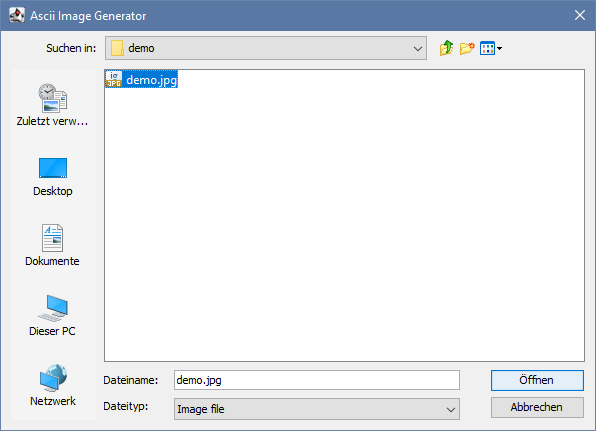 Ascii Image Generator
Suchen in:
demo
demo.jpg
Zuletzt verw...
Desktop
Dokumente
Dieser PC
Netzwerk
Dateiname:
demo.jpg
Öffnen
Dateityp:
Image file
Abbrechen